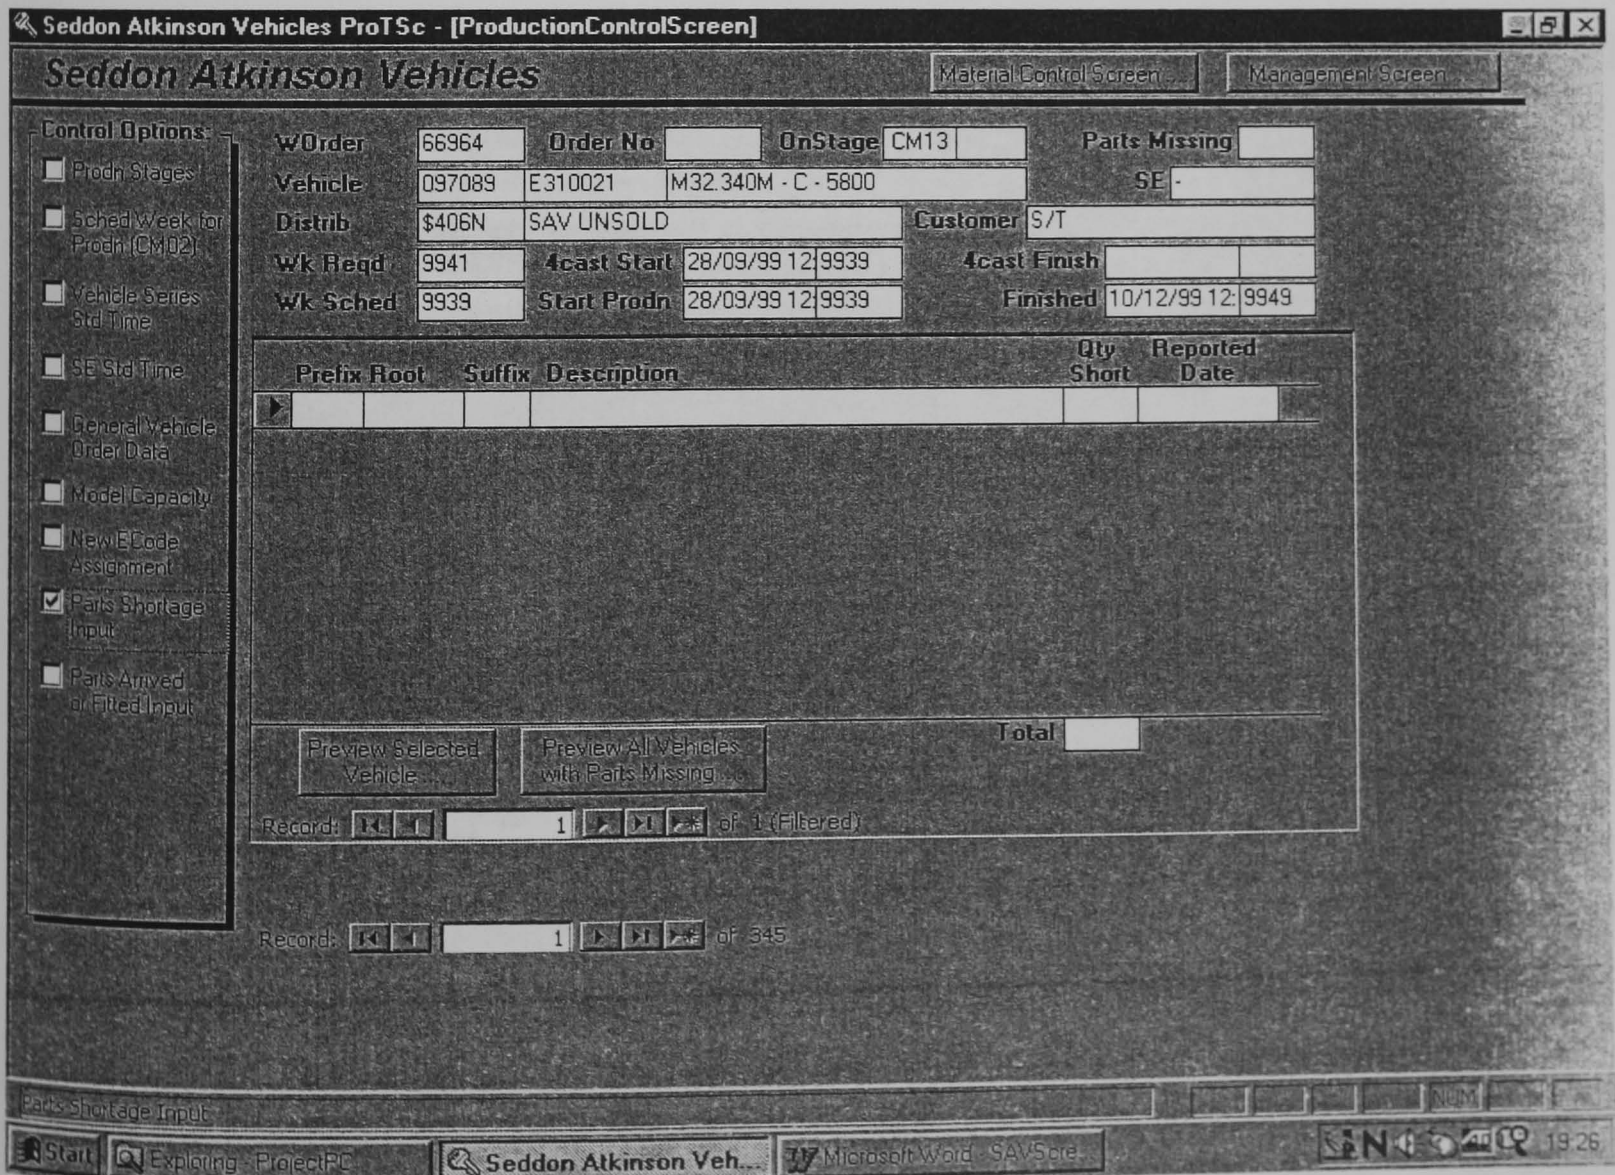 Seddon Atkinson Vehicles ProTSc - [ProductionControlScreen]
Seddon Atkinson Vehicles
Material Control Screen ...
Management Screen ...
Control Options:
Prodn Stages
Sched Week for
Prodn (CM02)
Vehicle Series
Std Time
SE Std Time
General Vehicle
Order Data
Model Capacity
New ECode
Assignment
Parts Shortage
Input
Parts Arrived
or Fitted Input
WOrder 66964 Order No OnStage CM13 Parts Missing
Vehicle 097089 E310021 M32.340M - C - 5800 SE -
Distrib $406N SAV UNSOLD Customer S/T
Wk Reqd 9941 4cast Start 28/09/99 12: 9939 4cast Finish
Wk Sched 9939 Start Prodn 28/09/99 12: 9939 Finished 10/12/99 12: 9949
Qty Reported
Prefix Root Suffix Description Short Date
Total
Preview Selected
Vehicle ....
Preview All Vehicles
with Parts Missing ...
Record: 1 of 1 (Filtered)
Record: 1 of 345
Parts Shortage Input
NUM
Start Exploring - ProjectPC Seddon Atkinson Veh... Microsoft Word - SAVScre... 19:26